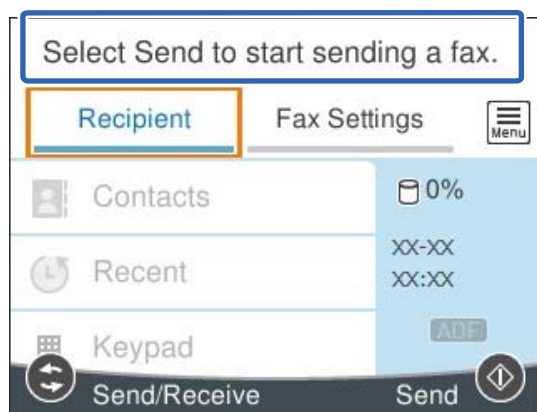 Select Send to start sending a fax.
Recipient Fax Settings Menu
Contacts 0%
XX-XX
Recent XX:XX
Keypad ADF
Send/Receive Send